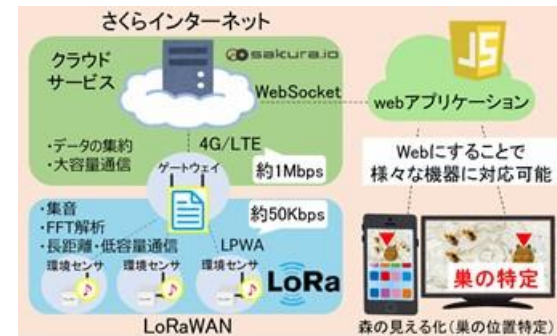 さくらインターネット
クラウド
サービス
sakura.io
JS
WebSocket
webアプリケーション
・データの集約
・大容量通信
4G/LTE
ゲートウェイ
約1Mbps
Webにすることで
様々な機器に対応可能
・集音
・FFT解析
・長距離・低容量通信
約50Kbps
LPWA
環境センサ
環境センサ
環境センサ
LoRa
LoRaWAN
巣の特定
森の見える化(巣の位置特定)